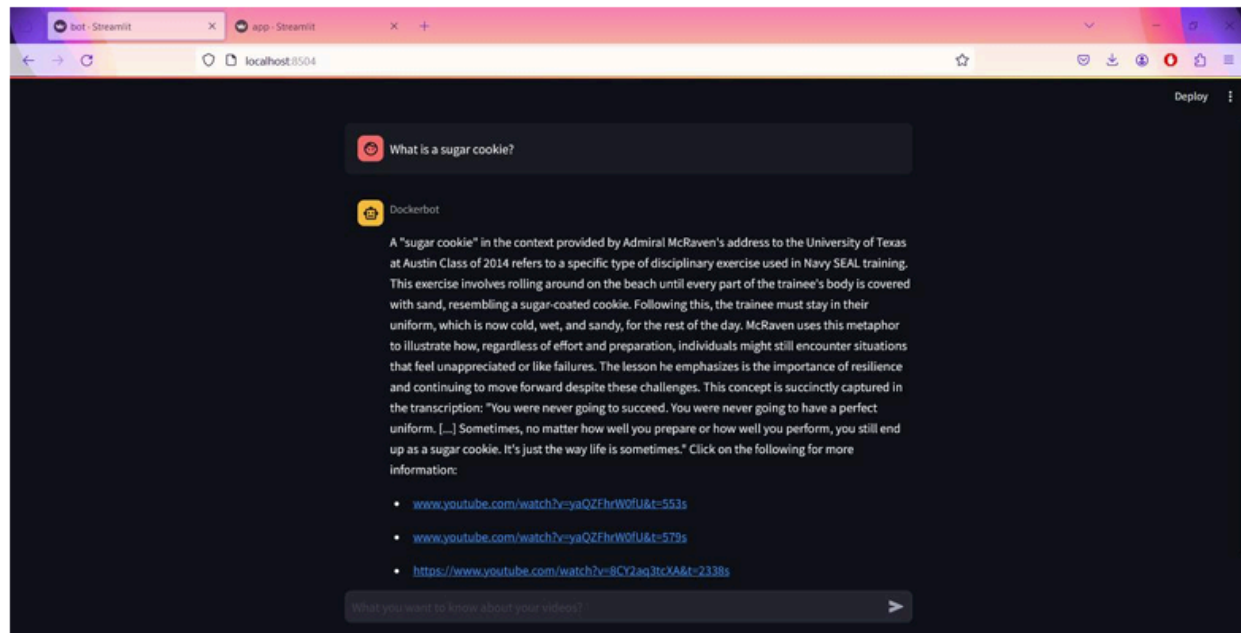 bot · Streamlit
app · Streamlit
localhost:8504
Deploy
What is a sugar cookie?
Dockerbot
A "sugar cookie" in the context provided by Admiral McRaven's address to the University of Texas
at Austin Class of 2014 refers to a specific type of disciplinary exercise used in Navy SEAL training.
This exercise involves rolling around on the beach until every part of the trainee's body is covered
with sand, resembling a sugar-coated cookie. Following this, the trainee must stay in their
uniform, which is now cold, wet, and sandy, for the rest of the day. McRaven uses this metaphor
to illustrate how, regardless of effort and preparation, individuals might still encounter situations
that feel unappreciated or like failures. The lesson he emphasizes is the importance of resilience
and continuing to move forward despite these challenges. This concept is succinctly captured in
the transcription: "You were never going to succeed. You were never going to have a perfect
uniform. [...] Sometimes, no matter how well you prepare or how well you perform, you still end
up as a sugar cookie. It's just the way life is sometimes." Click on the following for more
information:
www.youtube.com/watch?v=yaQZFhrW0fU&t=553s
www.youtube.com/watch?v=yaQZFhrW0fU&t=579s
https://www.youtube.com/watch?v=8CY2aq3tcXA&t=2338s
What you want to know about your videos?